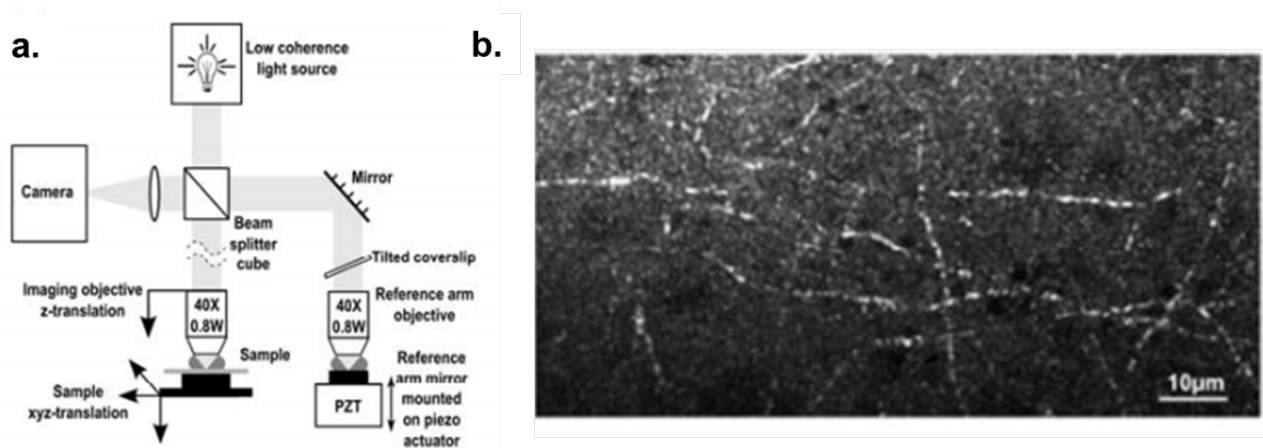 a.
b.
Low coherence
light source
Camera
Mirror
Beam
splitter
cube
Tilted coverslip
Imaging objective
z-translation
40X
0.8W
40X
0.8W
Reference arm
objective
Sample
Sample
xyz-translation
PZT
Reference
arm mirror
mounted
on piezo
actuator
10µm